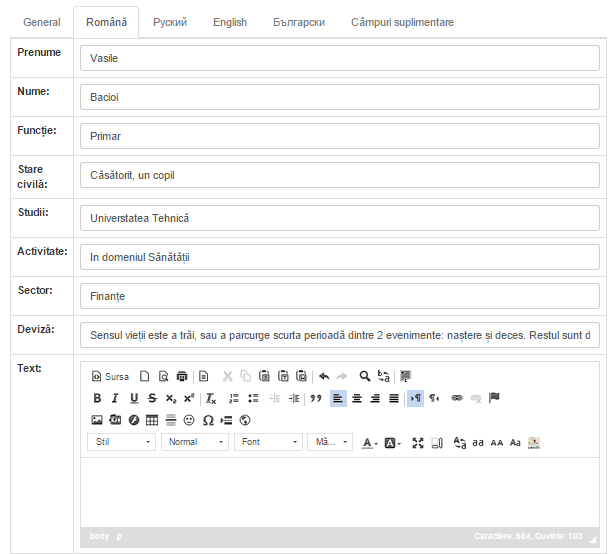 General Română Руский English Български Câmpuri suplimentare
Prenume Vasile
Nume: Bacioi
Funcție: Primar
Stare
civilă: Căsătorit, un copil
Studii: Universtatea Tehnică
Activitate: In domeniul Sănătății
Sector: Finanțe
Deviză: Sensul vieții este a trăi, sau a parcurge scurta perioadă dintre 2 evenimente: naștere și deces. Restul sunt d
Text: Sursa
Stil Normal Font Mă...
body p Caractere: 684, Cuvinte: 103